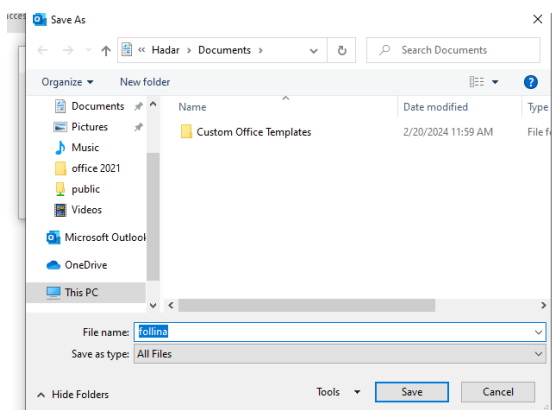 acces
Save As
« Hadar › Documents ›
Search Documents
Organize
New folder
Documents
Pictures
Music
office 2021
public
Videos
Microsoft Outlook
OneDrive
This PC
Name
Date modified
Type
Custom Office Templates
2/20/2024 11:59 AM
File f
File name: follina
Save as type: All Files
Hide Folders
Tools
Save
Cancel